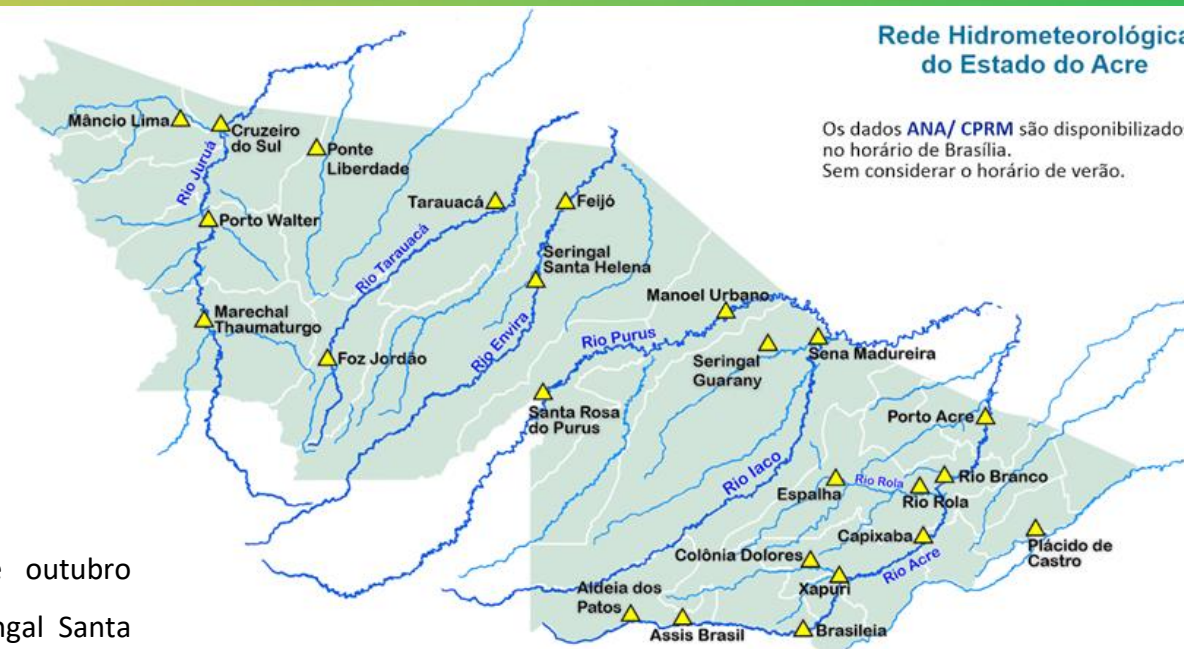 Rede Hidrometeorológica
do Estado do Acre
Os dados ANA/ CPRM são disponibilizados
no horário de Brasília.
Sem considerar o horário de verão.
Mâncio Lima
Cruzeiro
do Sul
Ponte
Liberdade
Rio Juruá
Porto Walter
Tarauacá
Feijó
Rio Tarauacá
Seringal
Santa Helena
Marechal
Thaumaturgo
Foz Jordão
Rio Envira
Manoel Urbano
Rio Purus
Seringal
Guarany
Sena Madureira
Santa Rosa
do Purus
Porto Acre
Rio Iaco
Espalha
Rio Rola
Rio Rola
Rio Branco
Capixaba
Plácido de
Castro
Colônia Dolores
Rio Acre
Xapuri
Aldeia dos
Patos
Assis Brasil
Brasileia
outubro
ngal Santa